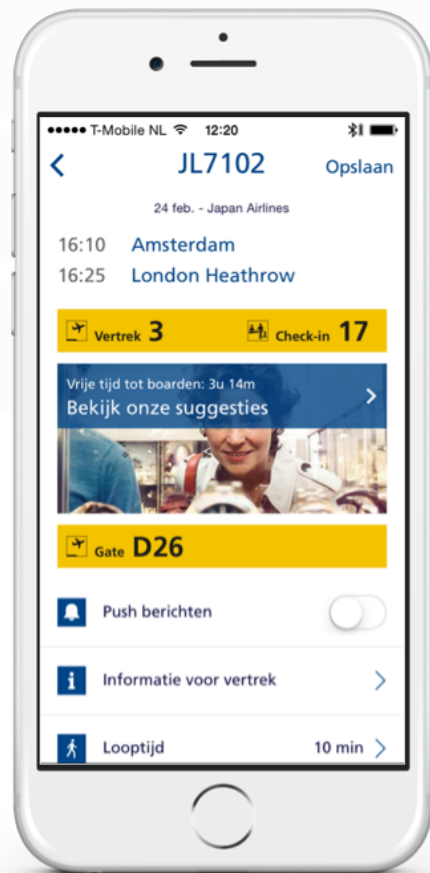 T-Mobile NL 12:20
JL7102 Opslaan
24 feb. - Japan Airlines
16:10 Amsterdam
16:25 London Heathrow
Vertrek 3 Check-in 17
Vrije tijd tot boarden: 3u 14m
Bekijk onze suggesties
Gate D26
Push berichten
Informatie voor vertrek
Looptijd 10 min